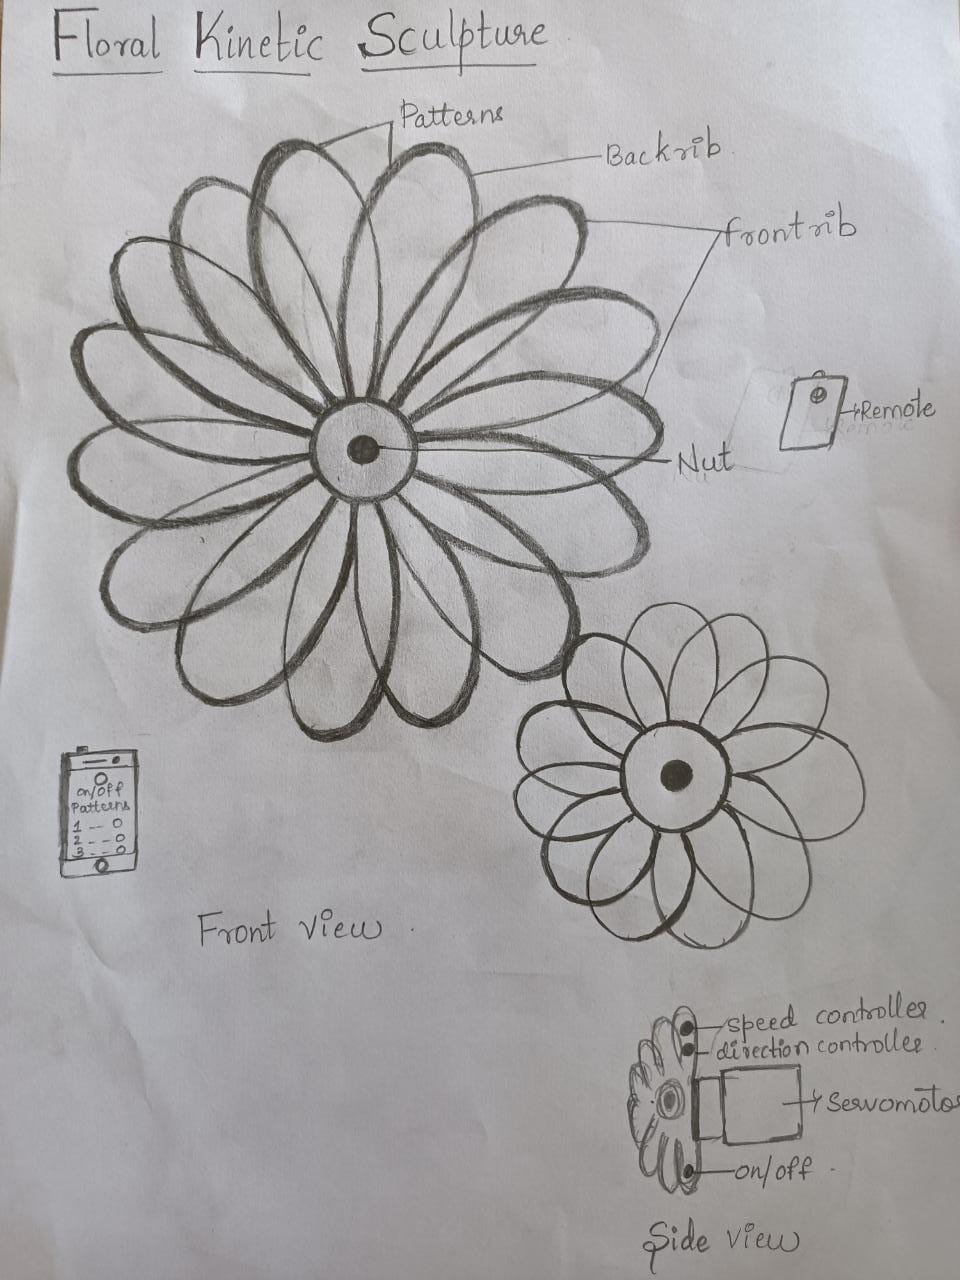 Floral Kinetic Sculpture
Patterns
Backrib
frontrib
Remote
Nut
on/off
Patterns
1 -- O
2 --- O
3 -- O
Front view
speed controller
direction controller
Servomotor
on/off
Side view